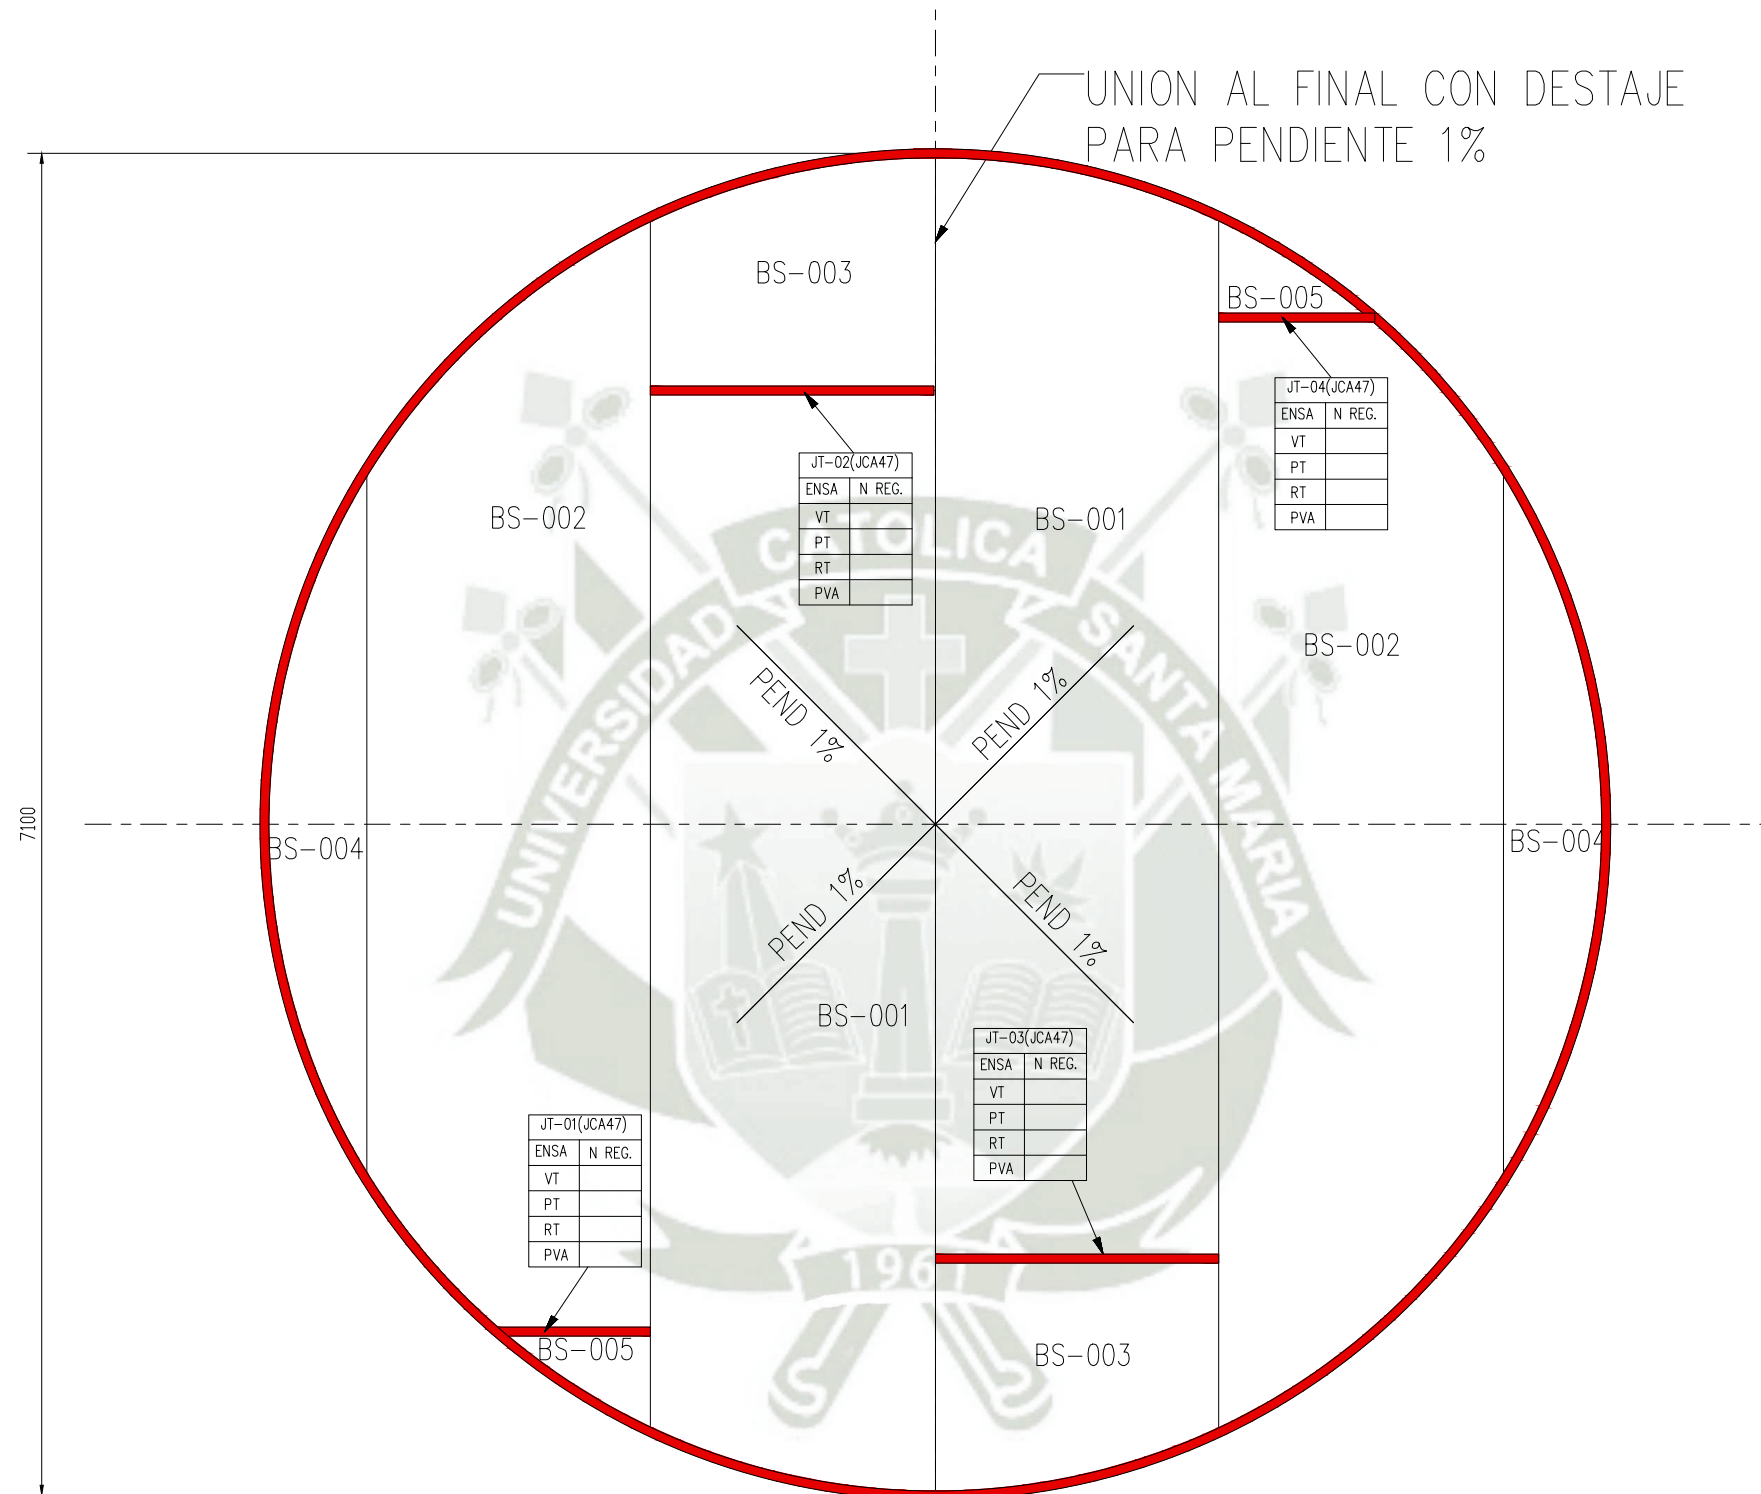 UNION AL FINAL CON DESTAJE
PARA PENDIENTE 1%
BS-003
BS-005
JT-04(JCA47)
ENSA N REG.
VT
PT
RT
PVA
JT-02(JCA47)
ENSA N REG.
VT
PT
RT
PVA
BS-002
BS-001
BS-002
CATOLICA
UNIVERSIDAD
SANTA MARIA
PEND 1%
PEND 1%
7100
BS-004
BS-004
PEND 1%
PEND 1%
BS-001
JT-03(JCA47)
ENSA N REG.
VT
PT
RT
PVA
JT-01(JCA47)
ENSA N REG.
VT
PT
RT
PVA
1961
BS-005
BS-003